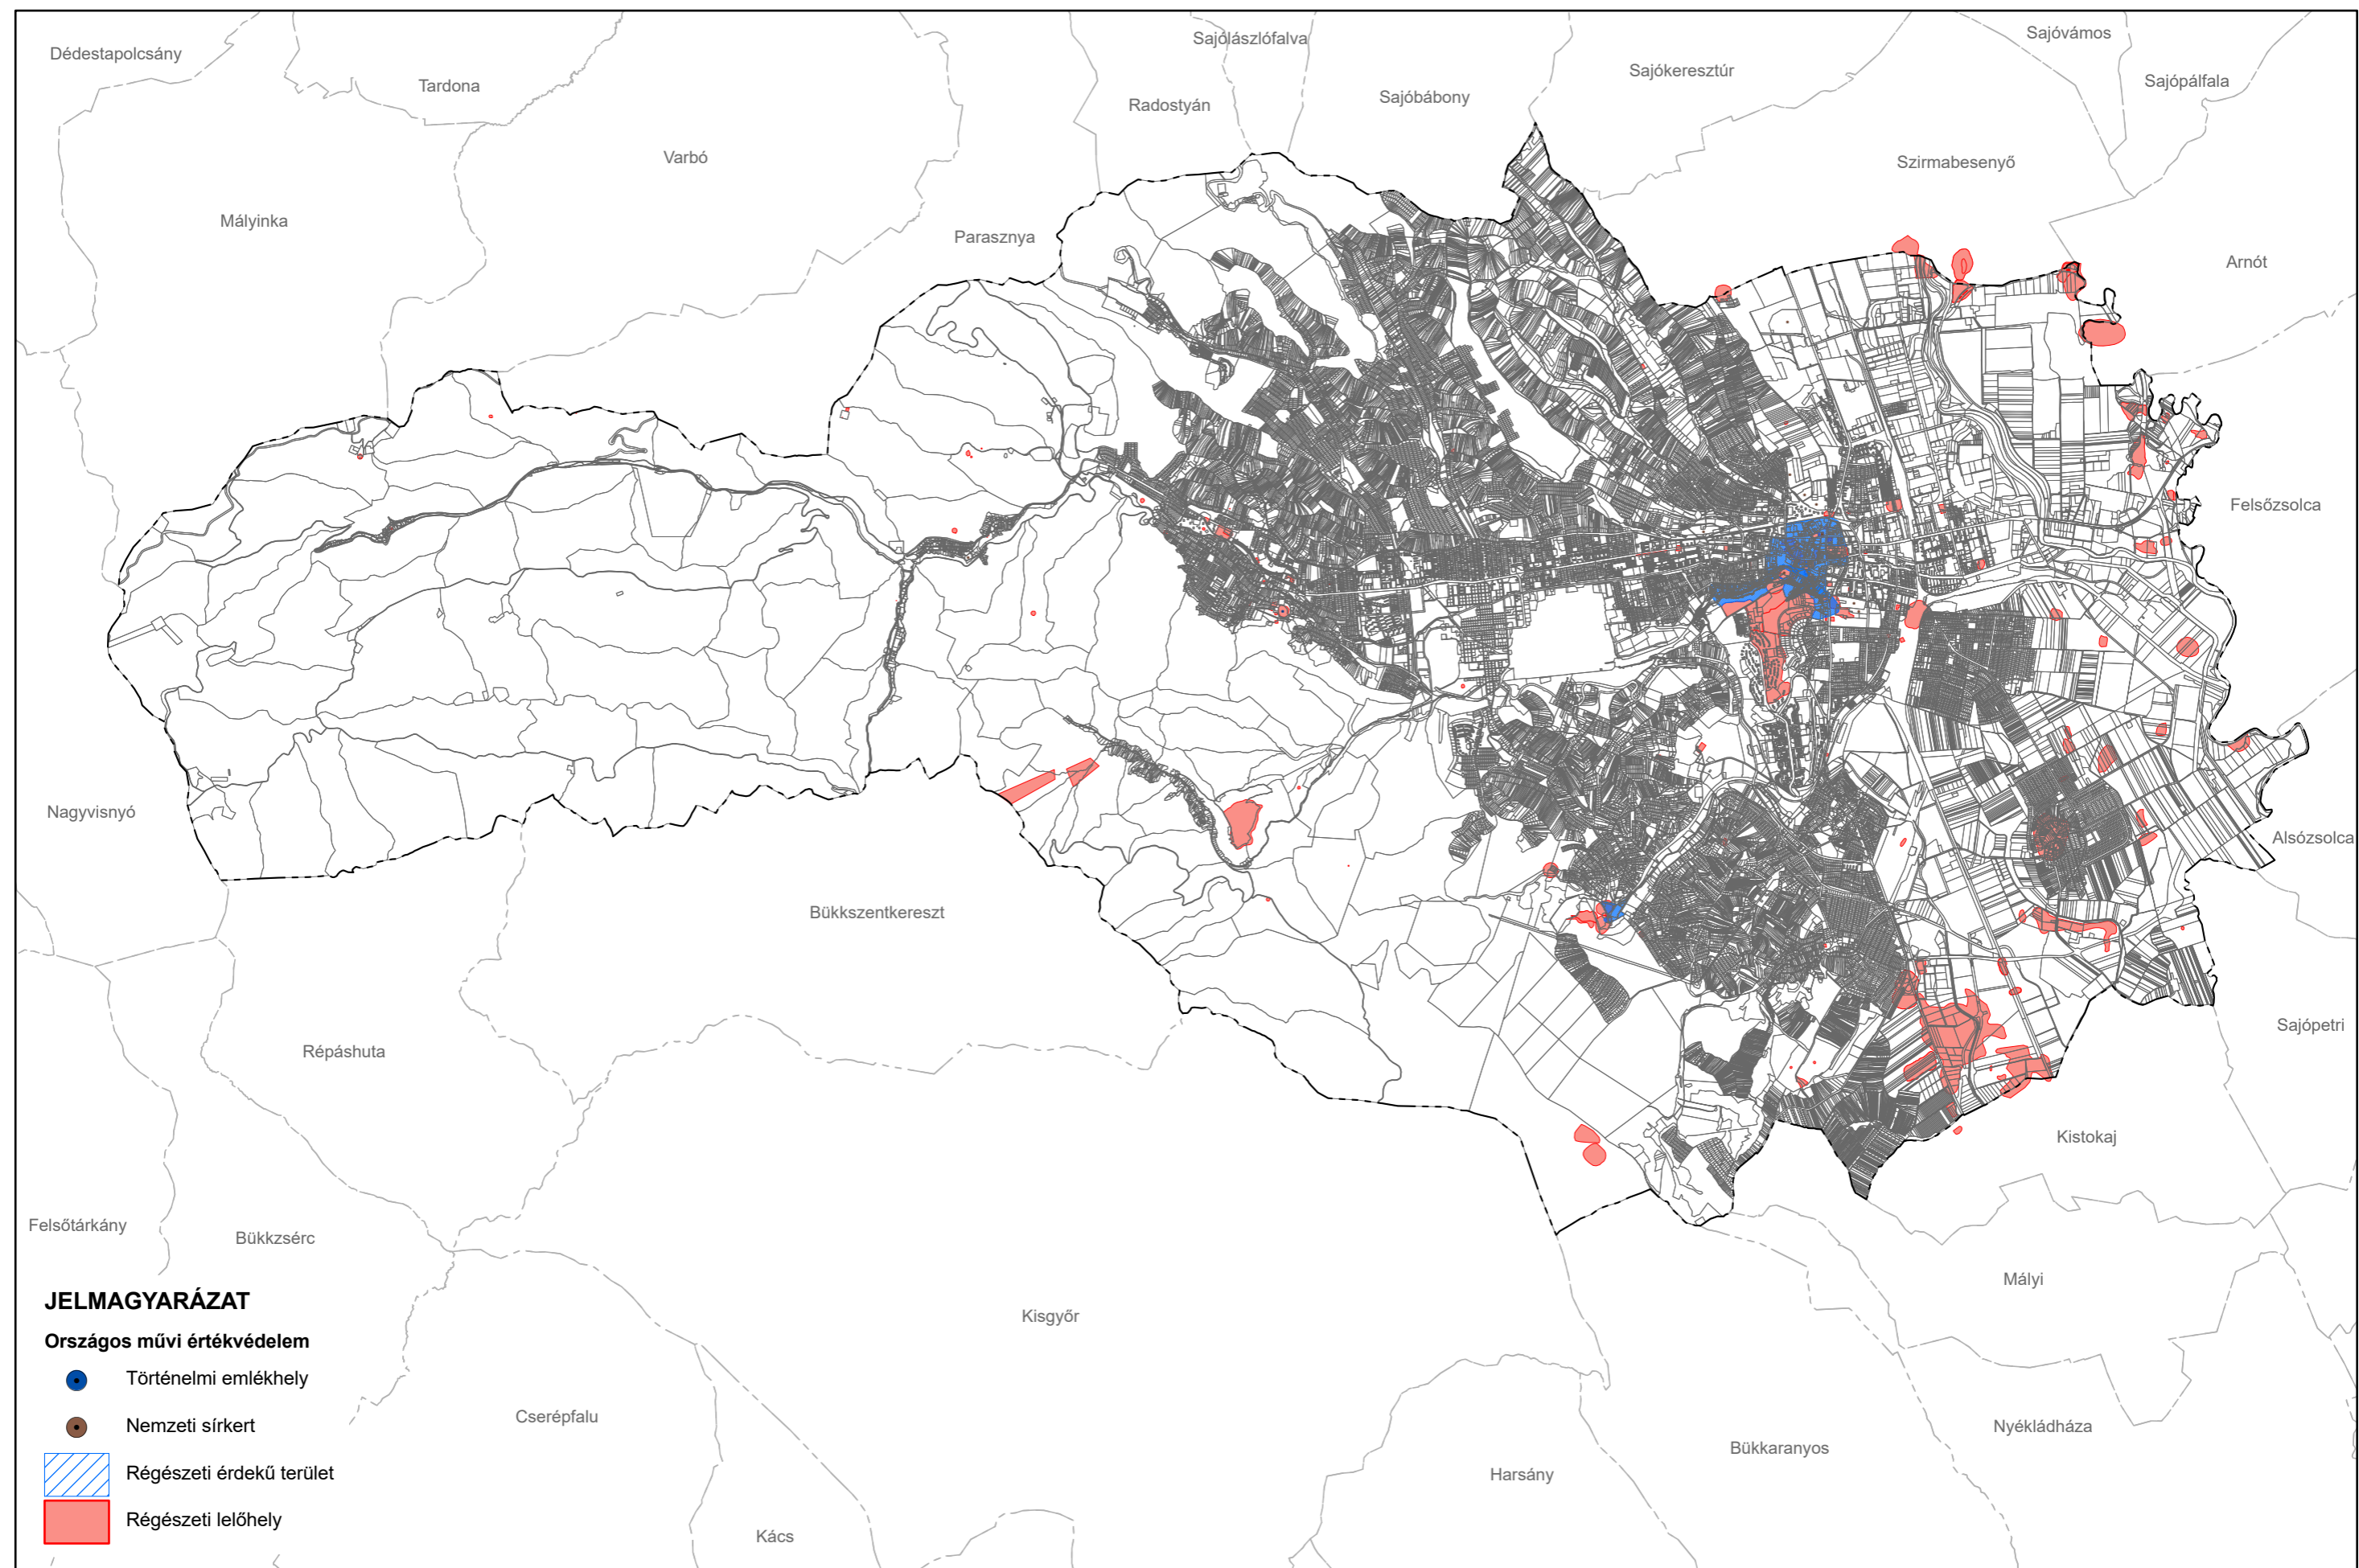 Sajólászlófalva
Sajóvámos
Dédestapolcsány
Sajókeresztúr
Tardona
Sajópálfala
Sajóbábony
Radostyán
Varbó
Szirmabesenyő
Mályinka
Parasznya
Arnót
Felsőzsolca
Nagyvisnyó
Alsózsolca
Bükkszentkereszt
Sajópetri
Répáshuta
Kistokaj
Felsőtárkány
Bükkzsérc
Mályi
Kisgyőr
Cserépfalu
Nyékládháza
Bükkaranyos
Harsány
Kács
JELMAGYARÁZAT
Országos művi értékvédelem
Történelmi emlékhely
Nemzeti sírkert
Régészeti érdekű terület
Régészeti lelőhely